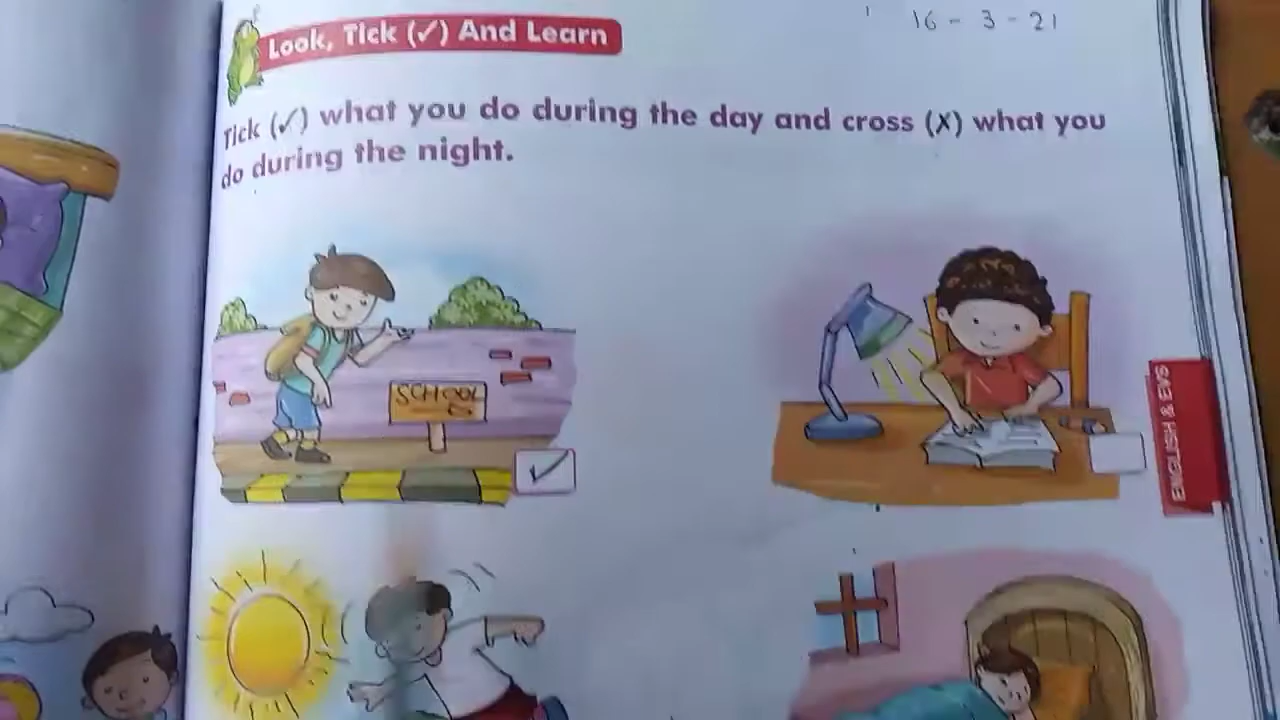 16 - 3 - 21
Look, Tick (✓) And Learn
Tick (✓) what you do during the day and cross (✗) what you
do during the night.
SCHOOL
ENGLISH & EVS